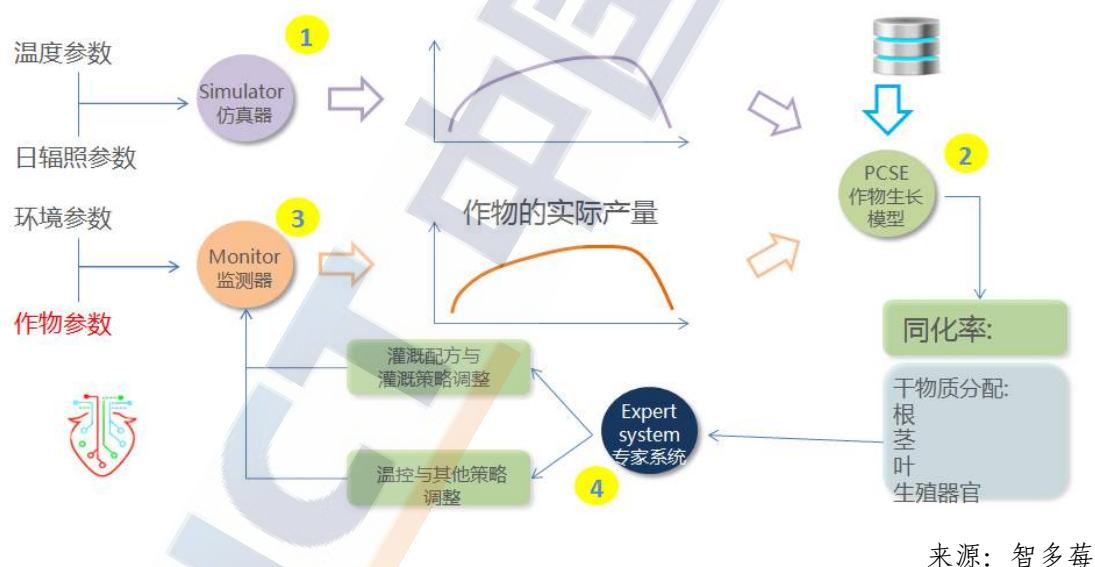 温度参数
日辐照参数
1
Simulator
仿真器
环境参数
作物参数
3
Monitor
监测器
作物的实际产量
2
PCSE
作物生长
模型
同化率:
干物质分配:
根
茎
叶
生殖器官
灌溉配方与
灌溉策略调整
温控与其他策略
调整
Expert
system
专家系统
4
来源：智多莓